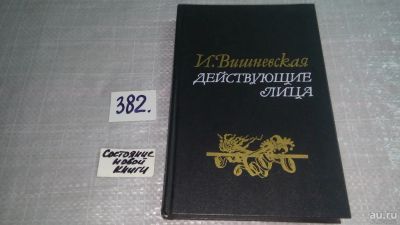 И. Вишневская
ДЕЙСТВУЮЩИЕ
ЛИЦА
382.
Состояние
новой
книги
au.ru